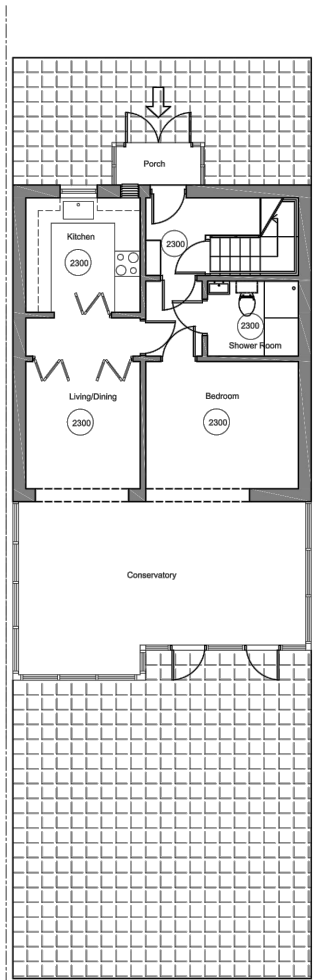 Porch
Kitchen
2300
2300
2300
Shower Room
Living/Dining
2300
Bedroom
2300
Conservatory